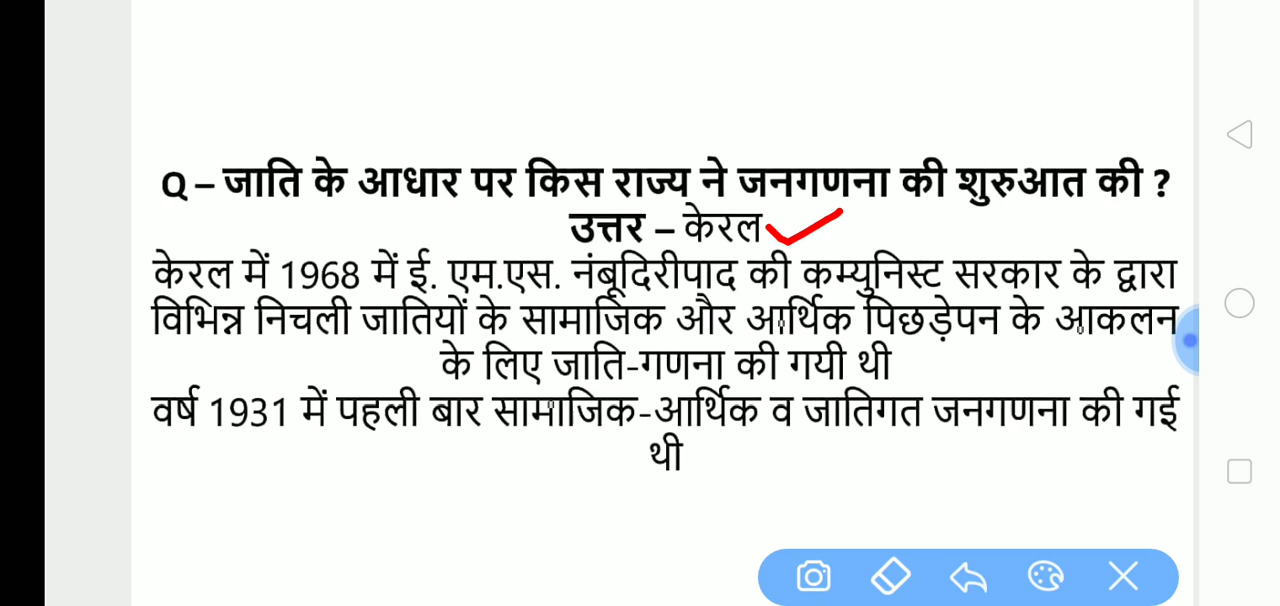 Q – जाति के आधार पर किस राज्य ने जनगणना की शुरुआत की ?
उत्तर – केरल
केरल में 1968 में ई. एम.एस. नंबूदिरीपाद की कम्युनिस्ट सरकार के द्वारा
विभिन्न निचली जातियों के सामाजिक और आर्थिक पिछड़ेपन के आकलन
के लिए जाति-गणना की गयी थी
वर्ष 1931 में पहली बार सामाजिक-आर्थिक व जातिगत जनगणना की गई
थी